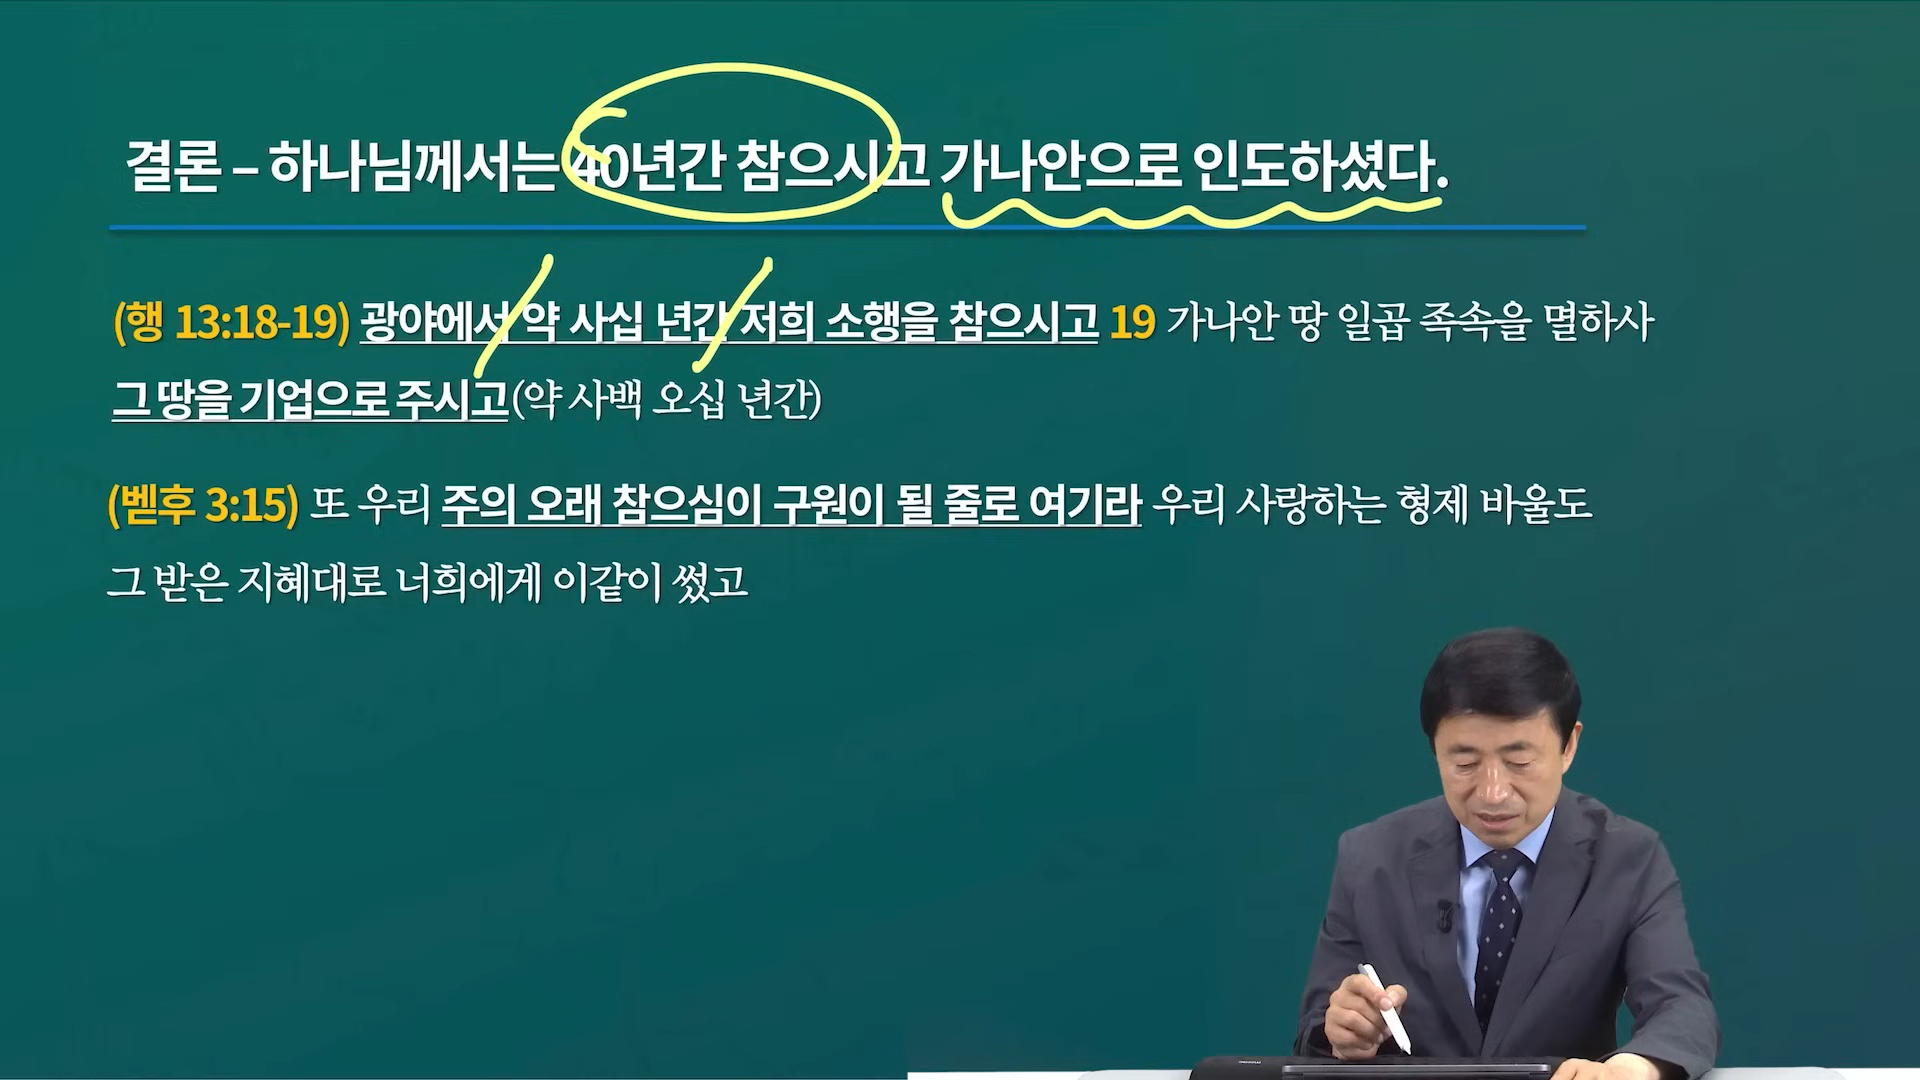 결론 – 하나님께서는 40년간 참으시고 가나안으로 인도하셨다.
(행 13:18-19) 광야에서 약 사십 년간 저희 소행을 참으시고 19 가나안 땅 일곱 족속을 멸하사
그 땅을 기업으로 주시고(약 사백 오십 년간)
(벧후 3:15) 또 우리 주의 오래 참으심이 구원이 될 줄로 여기라 우리 사랑하는 형제 바울도
그 받은 지혜대로 너희에게 이같이 썼고